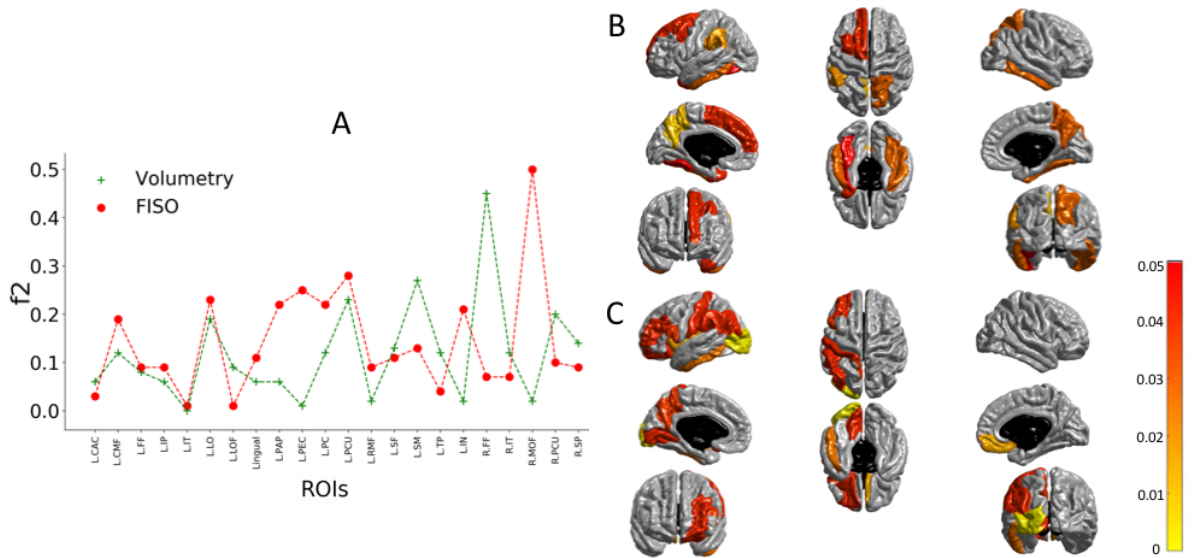 A
B
C
Volumetry
FISO
f2
0.5
0.4
0.3
0.2
0.1
0.0
L.CAC
L.CMF
L.FF
L.IP
L.IT
L.LO
L.LOF
Lingual
L.PAP
L.PEC
L.PC
L.PCU
L.RMF
L.SF
L.SM
L.TP
L.IN
R.FF
R.IT
R.MOF
R.PCU
R.SP
ROIs
0.05
0.04
0.03
0.02
0.01
0